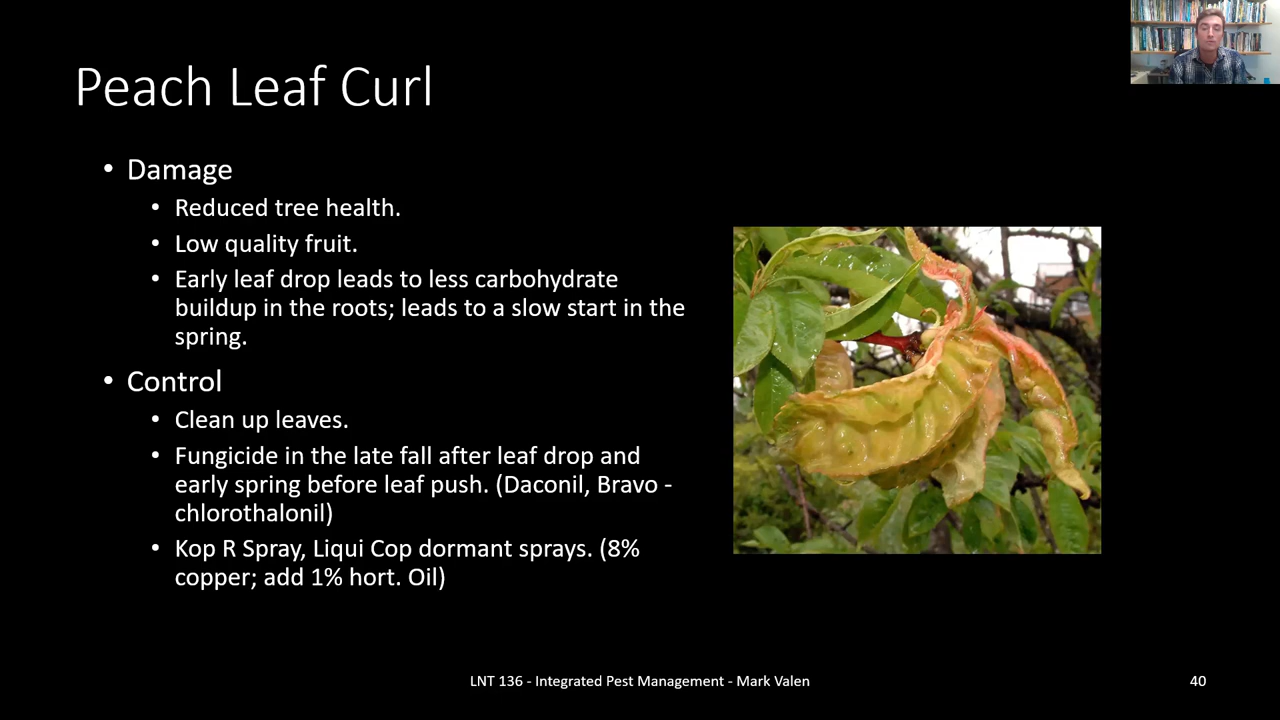 Peach Leaf Curl
• Damage
• Reduced tree health.
• Low quality fruit.
• Early leaf drop leads to less carbohydrate
buildup in the roots; leads to a slow start in the
spring.
• Control
• Clean up leaves.
• Fungicide in the late fall after leaf drop and
early spring before leaf push. (Daconil, Bravo -
chlorothalonil)
• Kop R Spray, Liqui Cop dormant sprays. (8%
copper; add 1% hort. Oil)
LNT 136 - Integrated Pest Management - Mark Valen
40